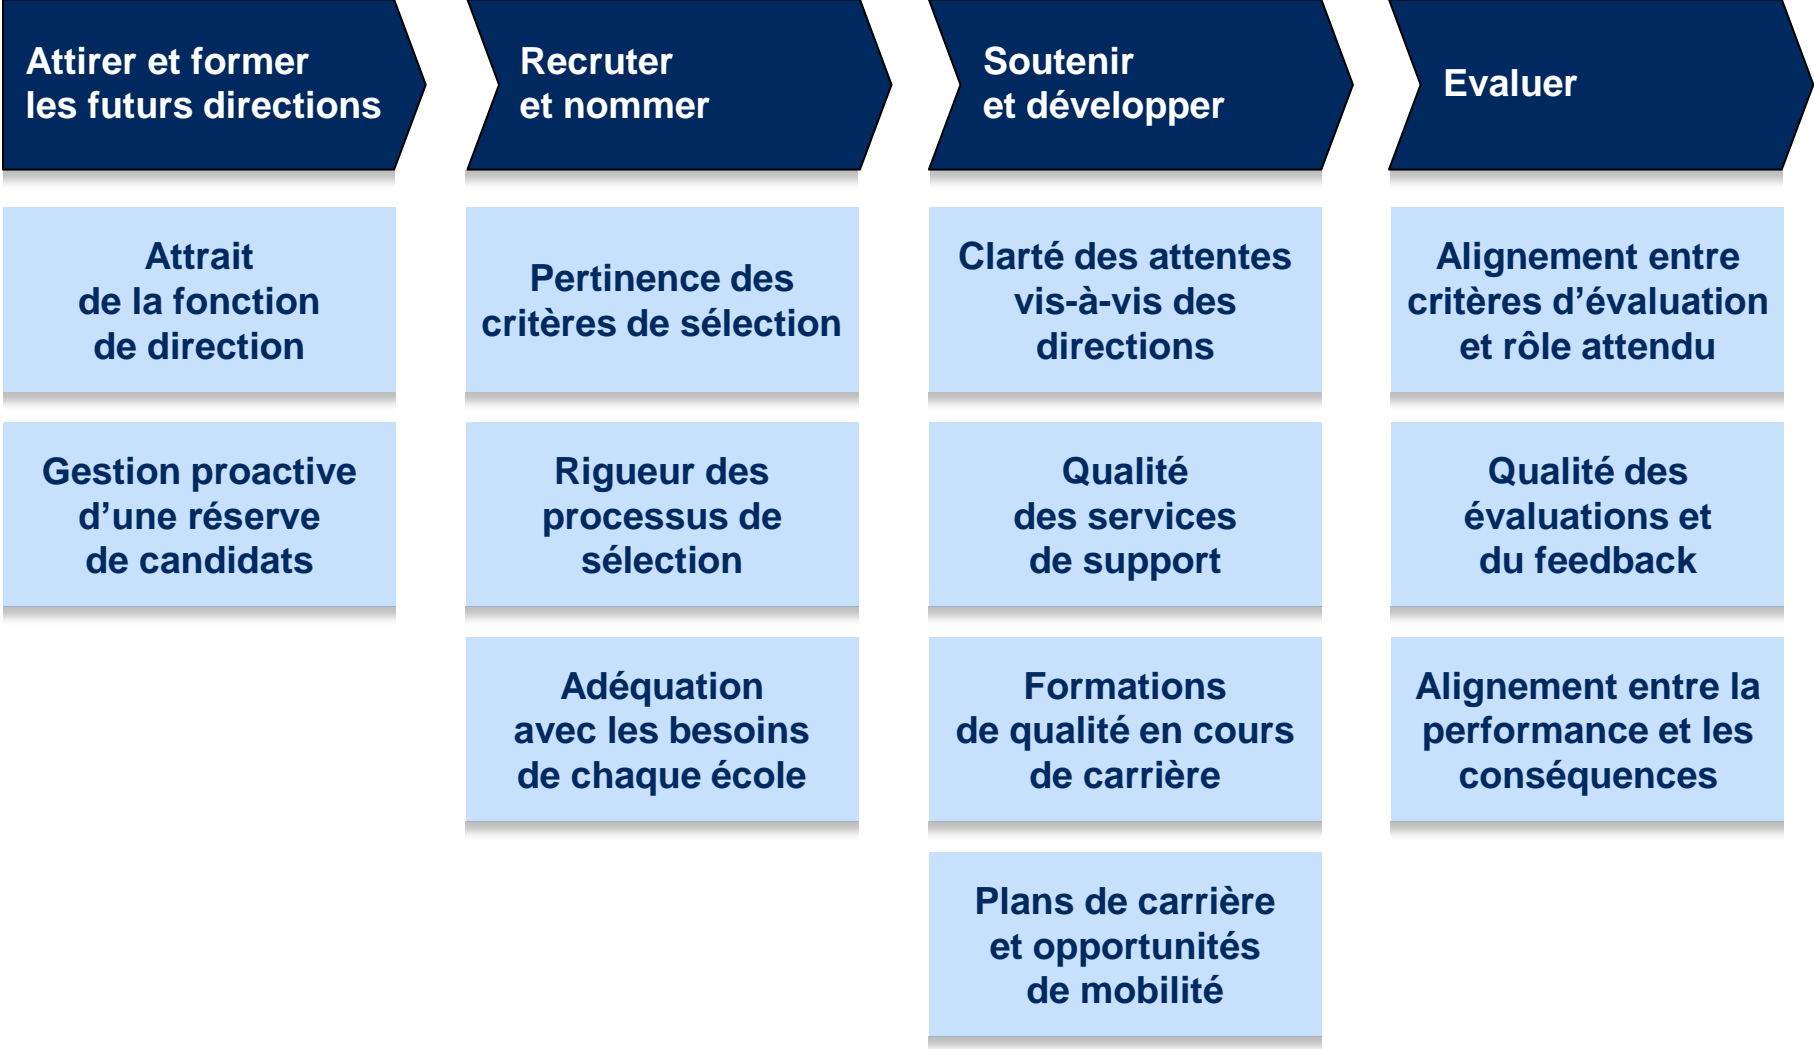 Attirer et former
les futurs directions
Recruter
et nommer
Soutenir
et développer
Evaluer
Attrait
de la fonction
de direction
Gestion proactive
d’une réserve
de candidats
Pertinence des
critères de sélection
Rigueur des
processus de
sélection
Adéquation
avec les besoins
de chaque école
Clarté des attentes
vis-à-vis des
directions
Qualité
des services
de support
Formations
de qualité en cours
de carrière
Plans de carrière
et opportunités
de mobilité
Alignement entre
critères d’évaluation
et rôle attendu
Qualité des
évaluations et
du feedback
Alignement entre la
performance et les
conséquences